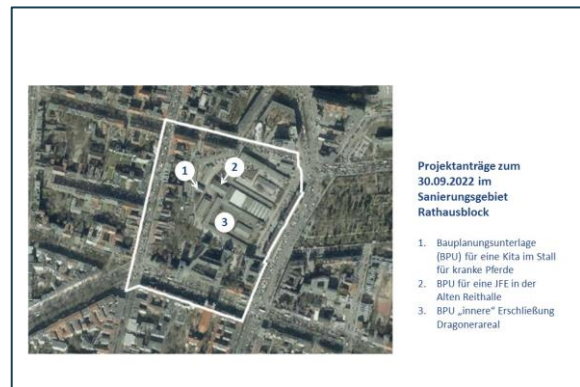 1
2
3
Projektanträge zum
30.09.2022 im
Sanierungsgebiet
Rathausblock
1. Bauplanungsunterlage
(BPU) für eine Kita im Stall
für kranke Pferde
2. BPU für eine JFE in der
Alten Reithalle
3. BPU „innere“ Erschließung
Dragonerareal